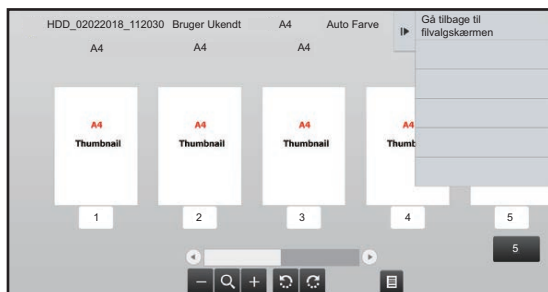 HDD_02022018_112030 Bruger Ukendt A4 Auto Farve
Gå tilbage til
filvalgskærmen
A4 A4 A4
A4 A4 A4 A4
Thumbnail Thumbnail Thumbnail Thumb
1 2 3 4 5
5